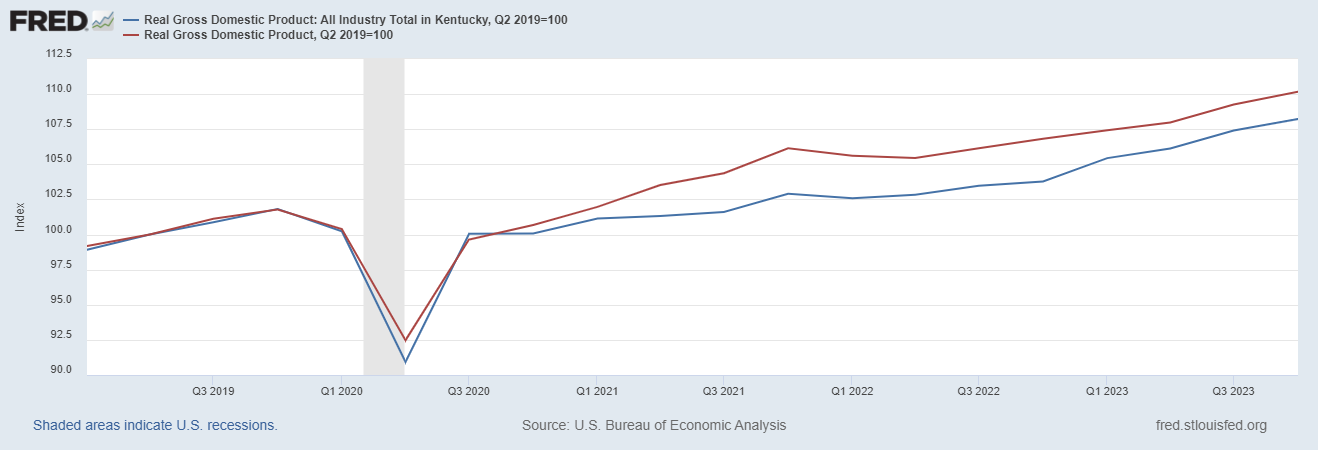 FRED
Real Gross Domestic Product: All Industry Total in Kentucky, Q2 2019=100
Real Gross Domestic Product, Q2 2019=100
112.5
110.0
107.5
105.0
102.5
100.0
97.5
95.0
92.5
90.0
Index
Q3 2019 Q1 2020 Q3 2020 Q1 2021 Q3 2021 Q1 2022 Q3 2022 Q1 2023 Q3 2023
Shaded areas indicate U.S. recessions. Source: U.S. Bureau of Economic Analysis fred.stlouisfed.org